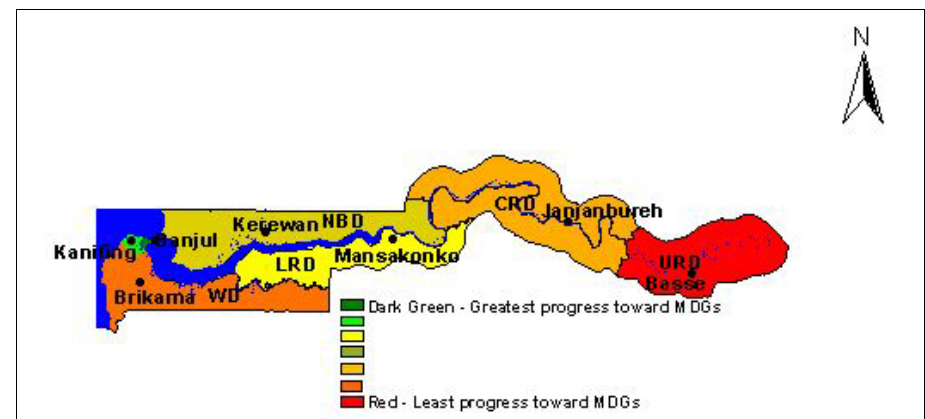 N
CRD Janjanbureh
Kerewan NBD
Banjul
Kanifing
Mansakonko
LRD
URD
Basse
Brikama WD
Dark Green - Greatest progress toward MDGs
Red - Least progress toward MDGs